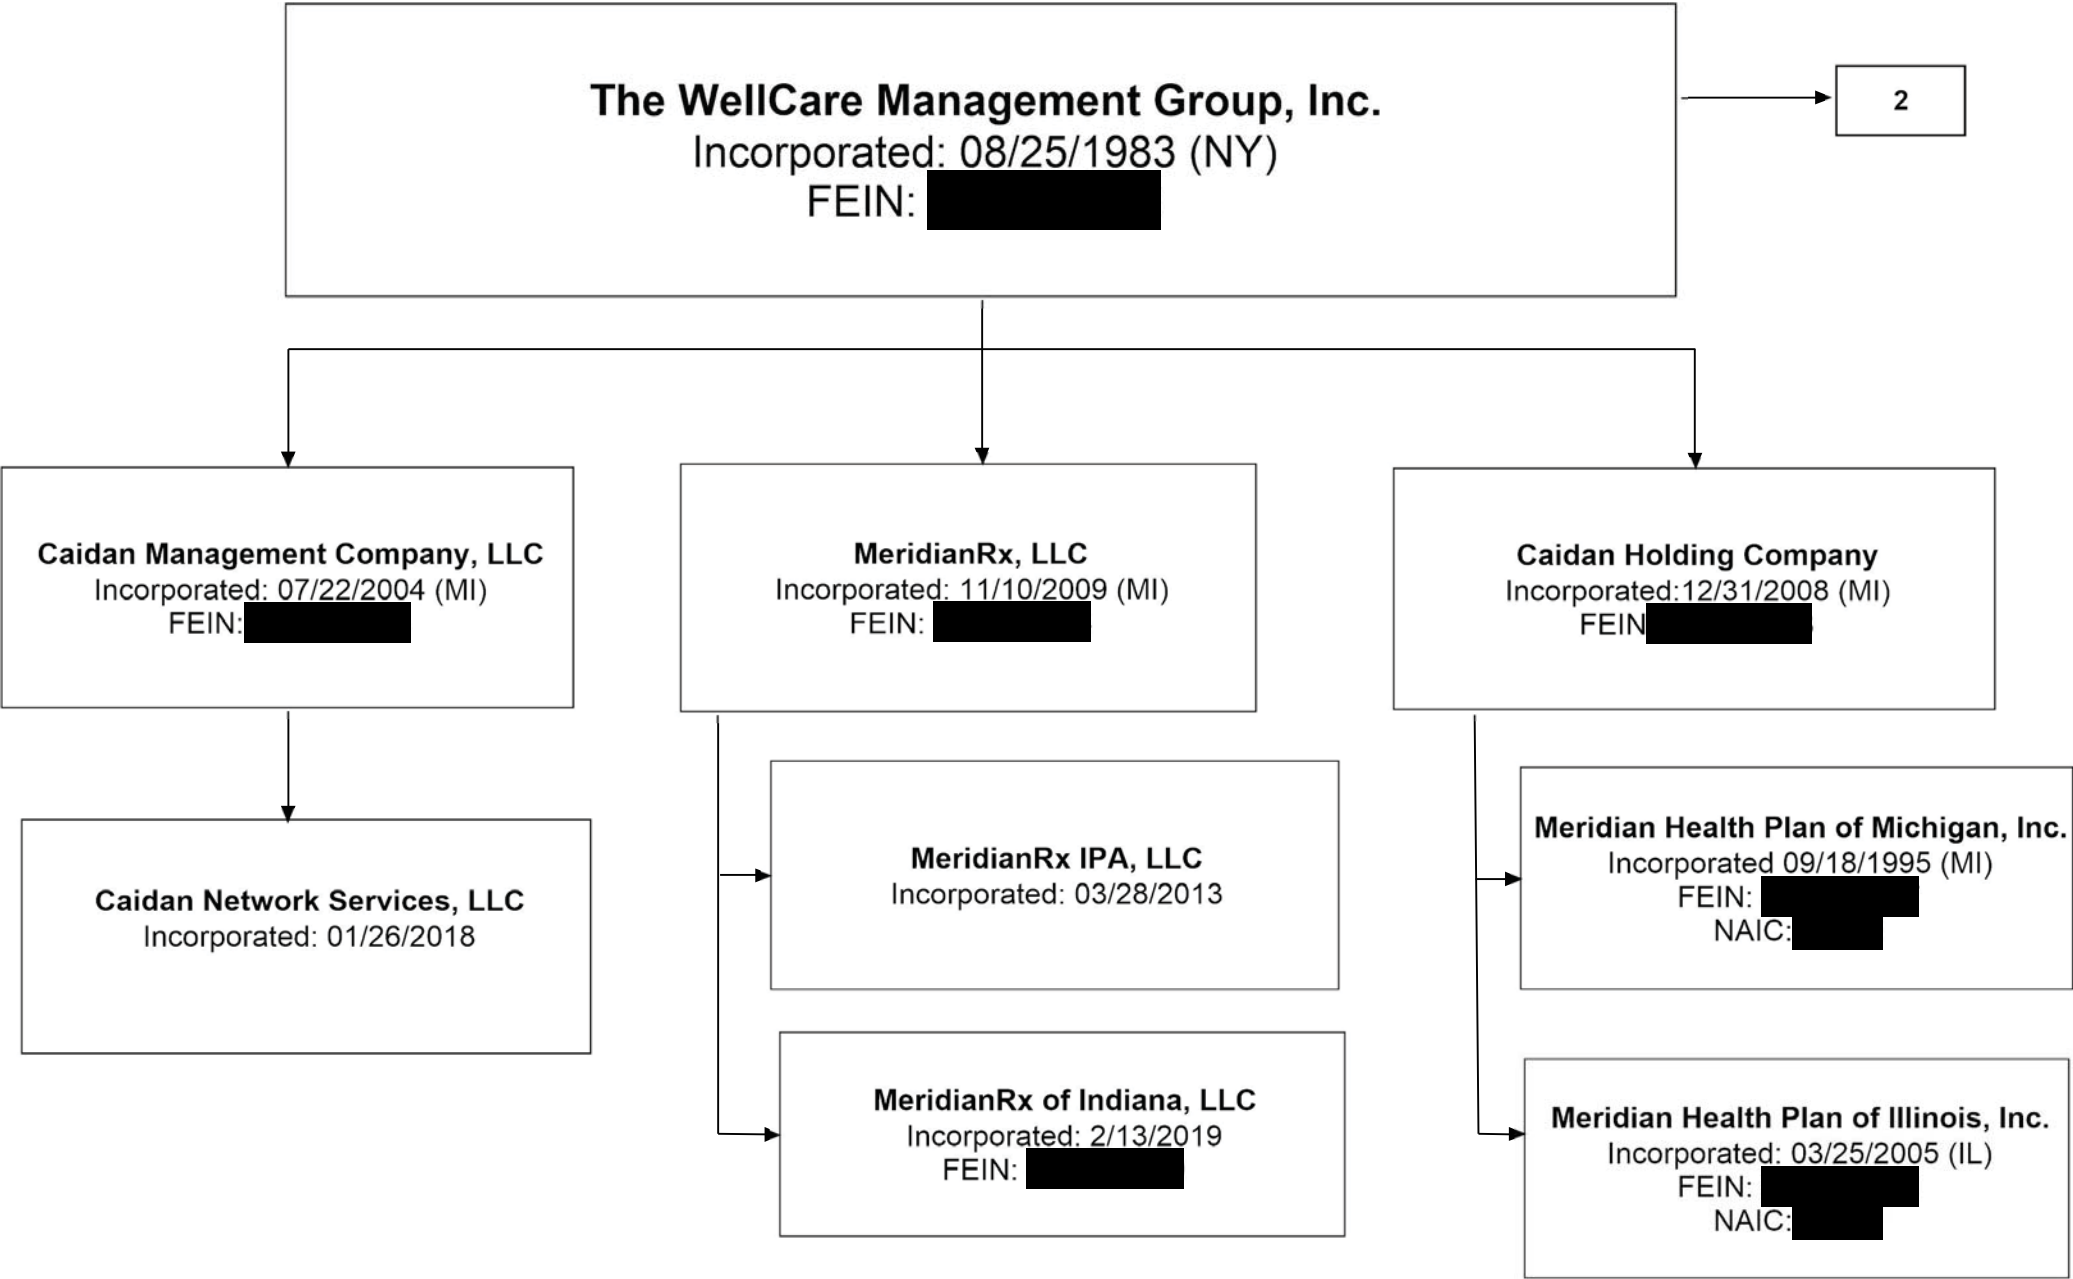 The WellCare Management Group, Inc.
Incorporated: 08/25/1983 (NY)
FEIN:
2
Caidan Management Company, LLC
Incorporated: 07/22/2004 (MI)
FEIN:
MeridianRx, LLC
Incorporated: 11/10/2009 (MI)
FEIN:
Caidan Holding Company
Incorporated:12/31/2008 (MI)
FEIN
Caidan Network Services, LLC
Incorporated: 01/26/2018
MeridianRx IPA, LLC
Incorporated: 03/28/2013
MeridianRx of Indiana, LLC
Incorporated: 2/13/2019
FEIN:
Meridian Health Plan of Michigan, Inc.
Incorporated 09/18/1995 (MI)
FEIN:
NAIC:
Meridian Health Plan of Illinois, Inc.
Incorporated: 03/25/2005 (IL)
FEIN:
NAIC: